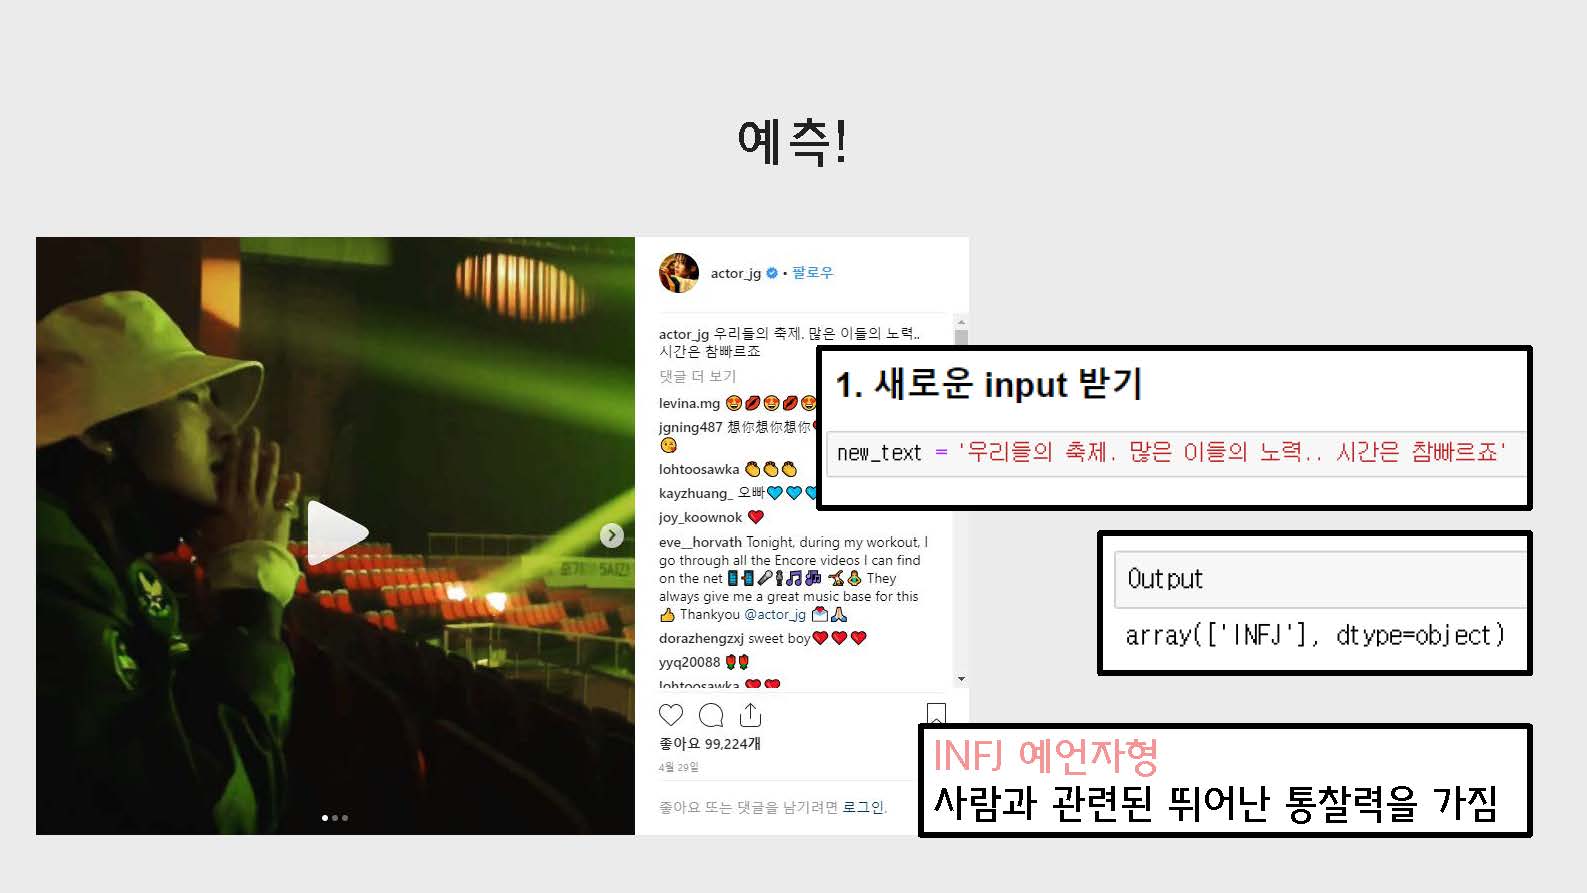 예측!
actor_jg • 팔로우
actor_jg 우리들의 축제. 많은 이들의 노력..
시간은 참빠르죠
댓글 더 보기
levina.mg 😍💋😍💋😍
jgning487 想你想你想你
😘
lohtoosawka 👏👏👏
kayzhuang_ 오빠💙💙💙
joy_koownok ❤
eve__horvath Tonight, during my workout, I
go through all the Encore videos I can find
on the net They
always give me a great music base for this
👍 Thankyou @actor_jg 💌🙏
dorazhengzxj sweet boy❤❤❤
yyq20088 🌹🌹
lohtoosawka ❤❤
좋아요 99,224개
4월 29일
좋아요 또는 댓글을 남기려면 로그인.
1. 새로운 input 받기
new_text = '우리들의 축제. 많은 이들의 노력.. 시간은 참빠르죠'
Output
array(['INFJ'], dtype=object)
INFJ 예언자형
사람과 관련된 뛰어난 통찰력을 가짐